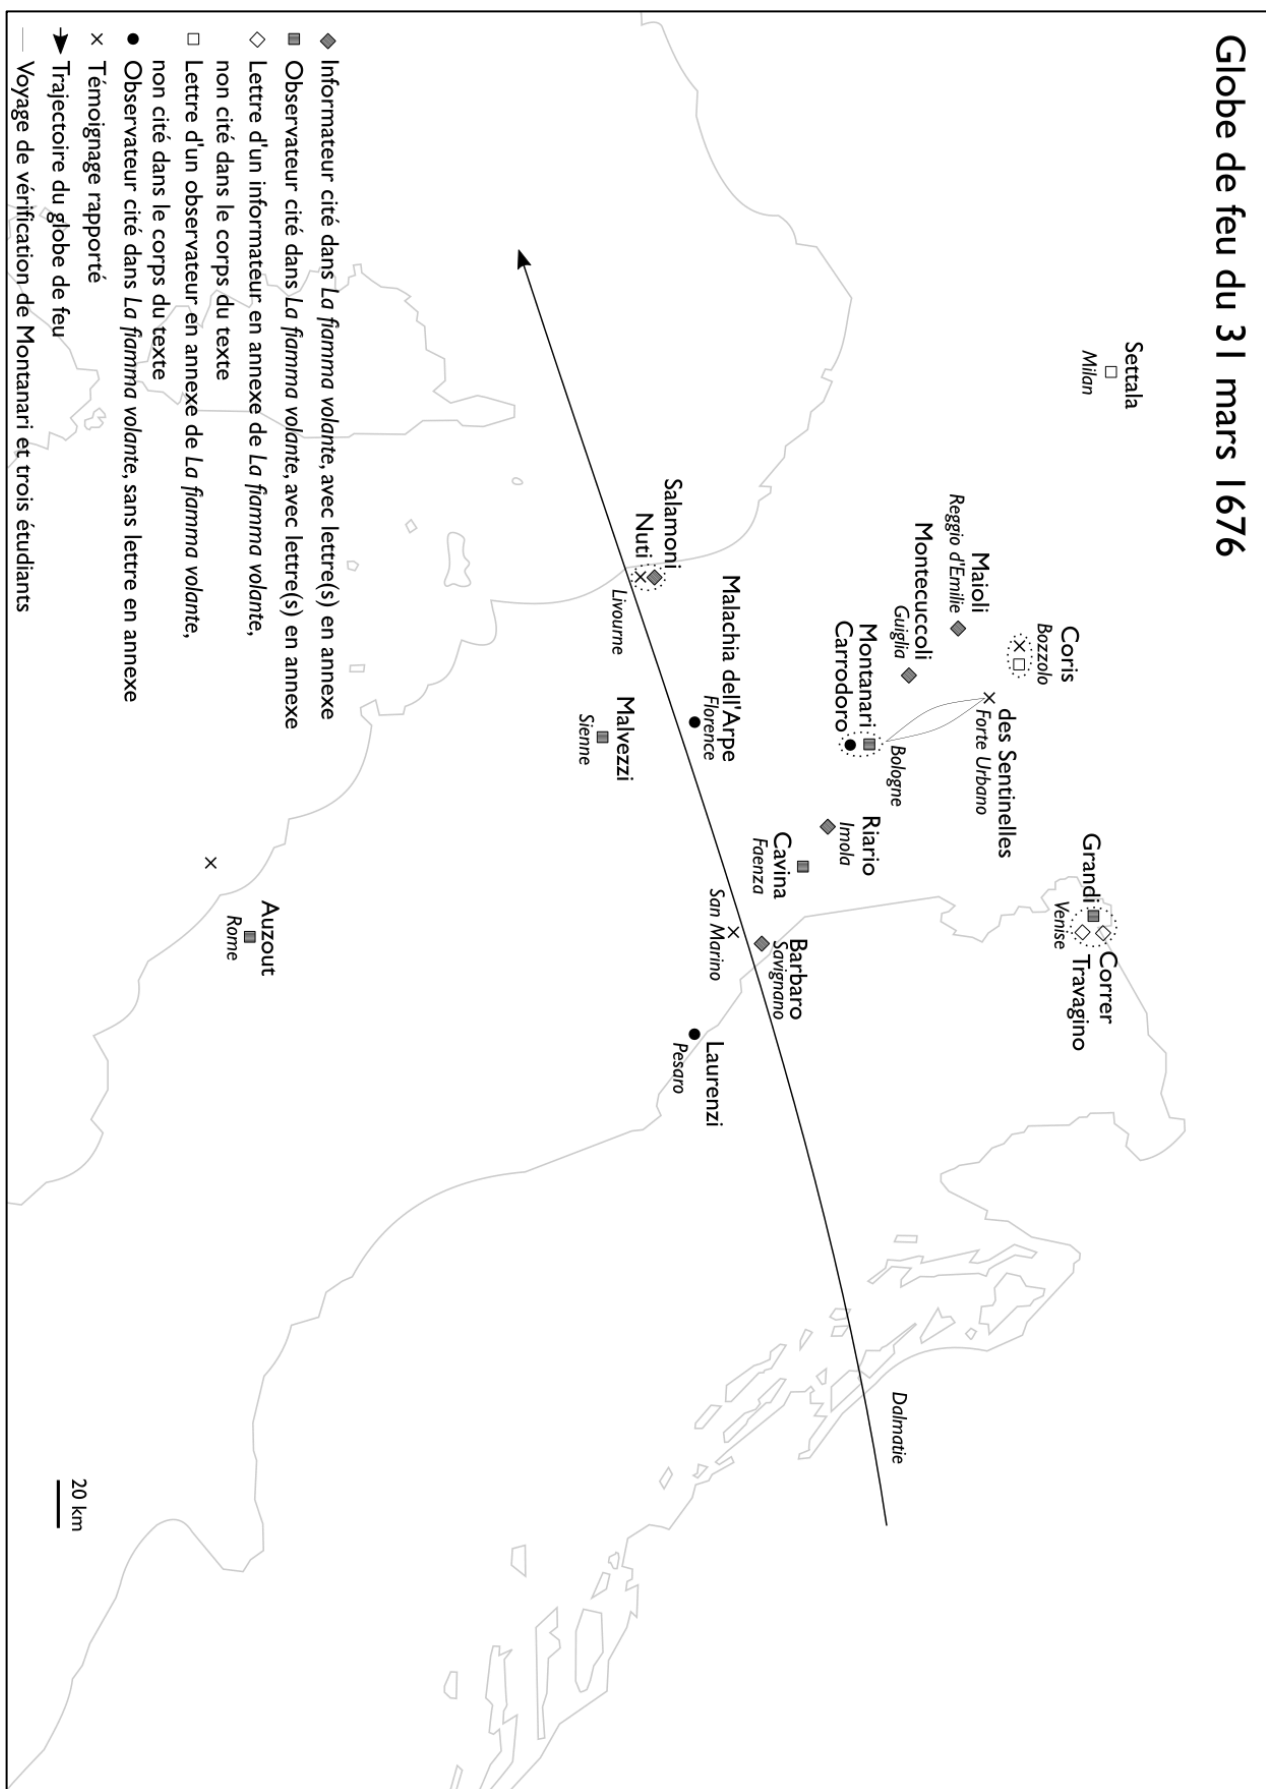 Globe de feu du 31 mars 1676
Settala
Milan
Coris
Bozzolo
Maioli
Reggio d'Emilie
Montecuccoli
Guiglia
des Sentinelles
Forte Urbano
Grandi
Venise
Correr
Travagino
Montanari
Carrodoro
Bologne
Riario
Imola
Cavina
Faenza
Barbaro
Savignano
San Marino
Laurenzi
Pesaro
Dalmatie
Salamoni
Nuti
Livourne
Malachia dell'Arpe
Florence
Malvezzi
Sienne
Auzout
Rome
Informateur cité dans La fiamma volante, avec lettre(s) en annexe
Observateur cité dans La fiamma volante, avec lettre(s) en annexe
Lettre d'un informateur en annexe de La fiamma volante,
non cité dans le corps du texte
Lettre d'un observateur en annexe de La fiamma volante,
non cité dans le corps du texte
Observateur cité dans La fiamma volante, sans lettre en annexe
Témoignage rapporté
Trajectoire du globe de feu
Voyage de vérification de Montanari et trois étudiants
20 km